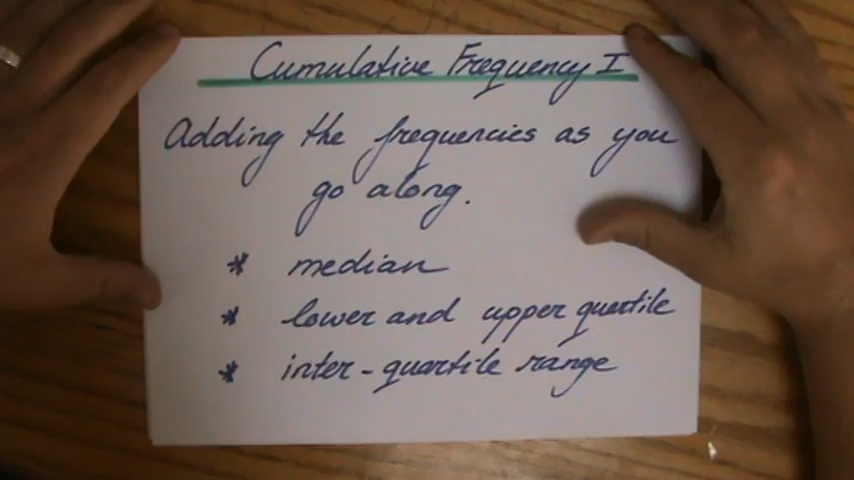 Cumulative Frequency I
Adding the frequencies as you
go along.
* median
* lower and upper quartile
* inter-quartile range